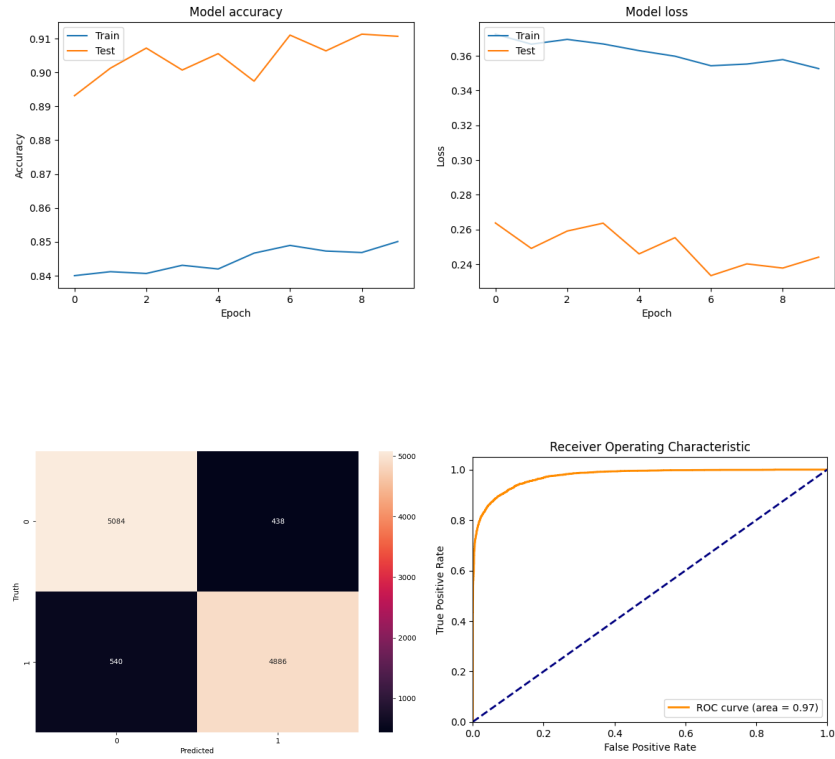 Model accuracy
Train
Test
0.91
0.90
0.89
0.88
0.87
0.86
0.85
0.84
Accuracy
0 2 4 6 8
Epoch
Model loss
Train
Test
0.36
0.34
0.32
0.30
0.28
0.26
0.24
Loss
0 2 4 6 8
Epoch
5084 438
540 4886
0
1
Truth
0 1
Predicted
5000
4000
3000
2000
1000
Receiver Operating Characteristic
1.0
0.8
0.6
0.4
0.2
0.0
True Positive Rate
ROC curve (area = 0.97)
0.0 0.2 0.4 0.6 0.8 1.0
False Positive Rate